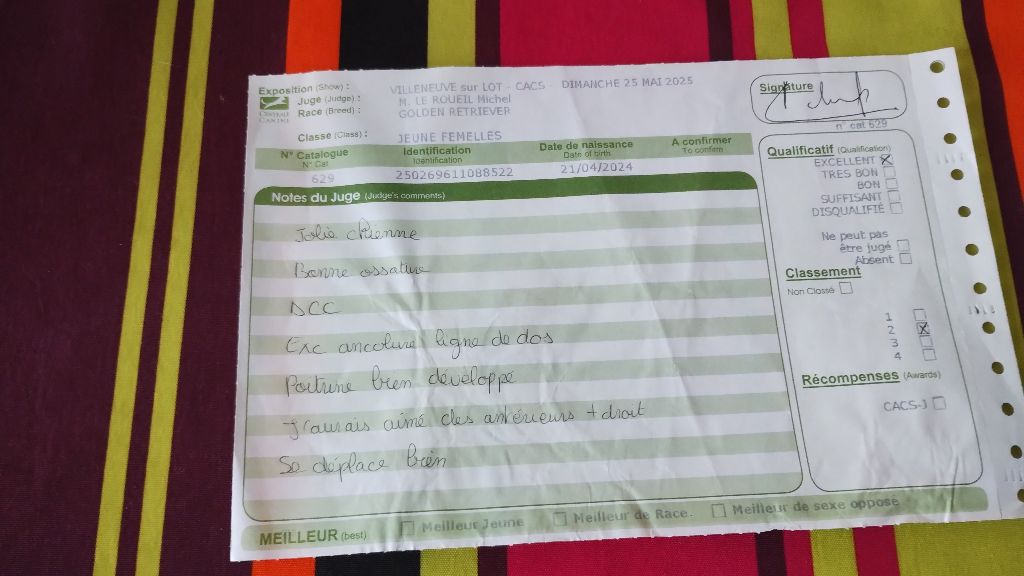 Exposition (Show) : VILLENEUVE sur LOT - CACS - DIMANCHE 25 MAI 2025
Juge (Judge) : M. LE ROUEIL Michel
Race (Breed) : GOLDEN RETRIEVER
CENTRALE CANINE
Classe (Class) : JEUNE FEMELLES
Signature
n° cat 629
N° Catalogue Identification Date de naissance A confirmer
N° Cat Identification Date of birth To confirm
629 250269611088522 21/04/2024
Notes du Juge (Judge's comments)
Jolie chienne
Bonne ossature
DCC
Exc encolure ligne de dos
Poitrine bien développé
J'aurais aimé des antérieurs + droit
Se déplace bien
Qualificatif (Qualification)
EXCELLENT
TRES BON
BON
SUFFISANT
DISQUALIFIÉ
Ne peut pas
être jugé
Absent
Classement
Non Classé
1
2
3
4
Récompenses (Awards)
CACS-J
MEILLEUR (best) Meilleur Jeune Meilleur de Race Meilleur de sexe opposé